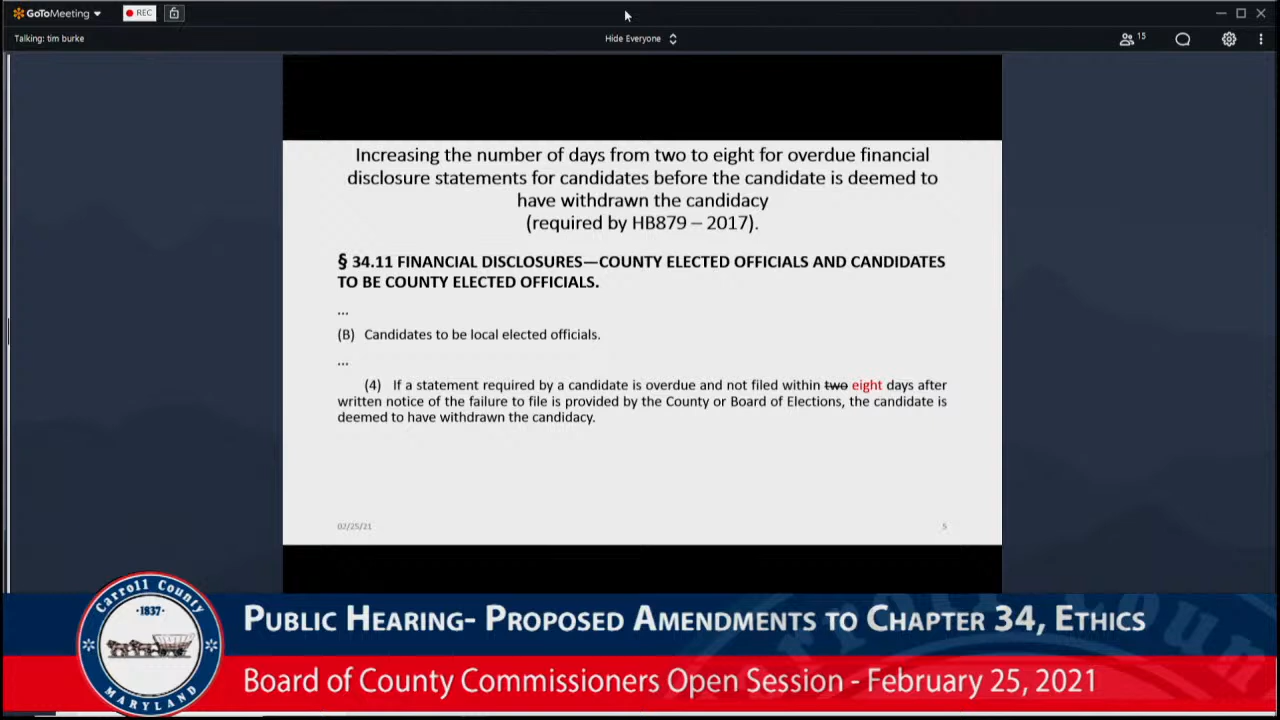 GoToMeeting
REC
Talking: tim burke
Hide Everyone
15
Increasing the number of days from two to eight for overdue financial
disclosure statements for candidates before the candidate is deemed to
have withdrawn the candidacy
(required by HB879 – 2017).
§ 34.11 FINANCIAL DISCLOSURES—COUNTY ELECTED OFFICIALS AND CANDIDATES
TO BE COUNTY ELECTED OFFICIALS.
...
(B) Candidates to be local elected officials.
...
(4) If a statement required by a candidate is overdue and not filed within two eight days after
written notice of the failure to file is provided by the County or Board of Elections, the candidate is
deemed to have withdrawn the candidacy.
02/25/21
5
Carroll County
·1837·
MARYLAND
PUBLIC HEARING- PROPOSED AMENDMENTS TO CHAPTER 34, ETHICS
Board of County Commissioners Open Session - February 25, 2021